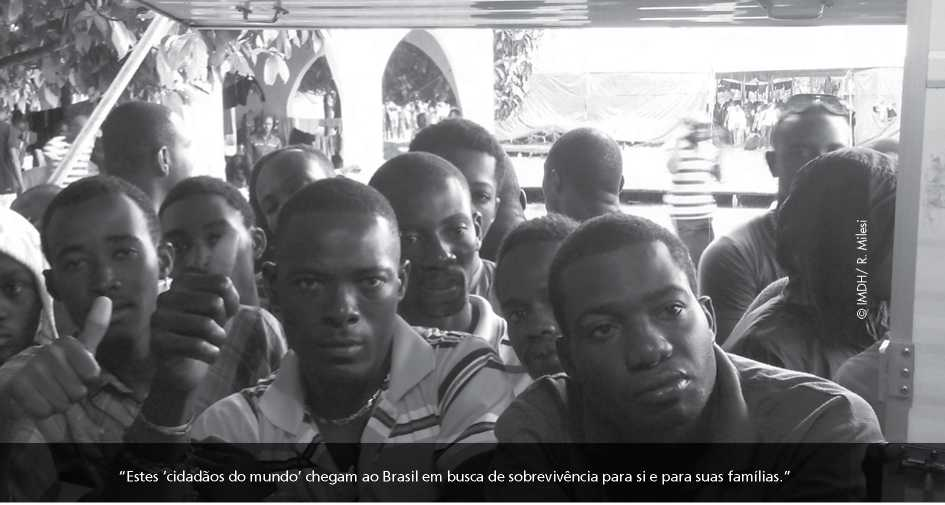 © IMDH/ R. Milesi
“Estes ‘cidadãos do mundo’ chegam ao Brasil em busca de sobrevivência para si e para suas famílias.”